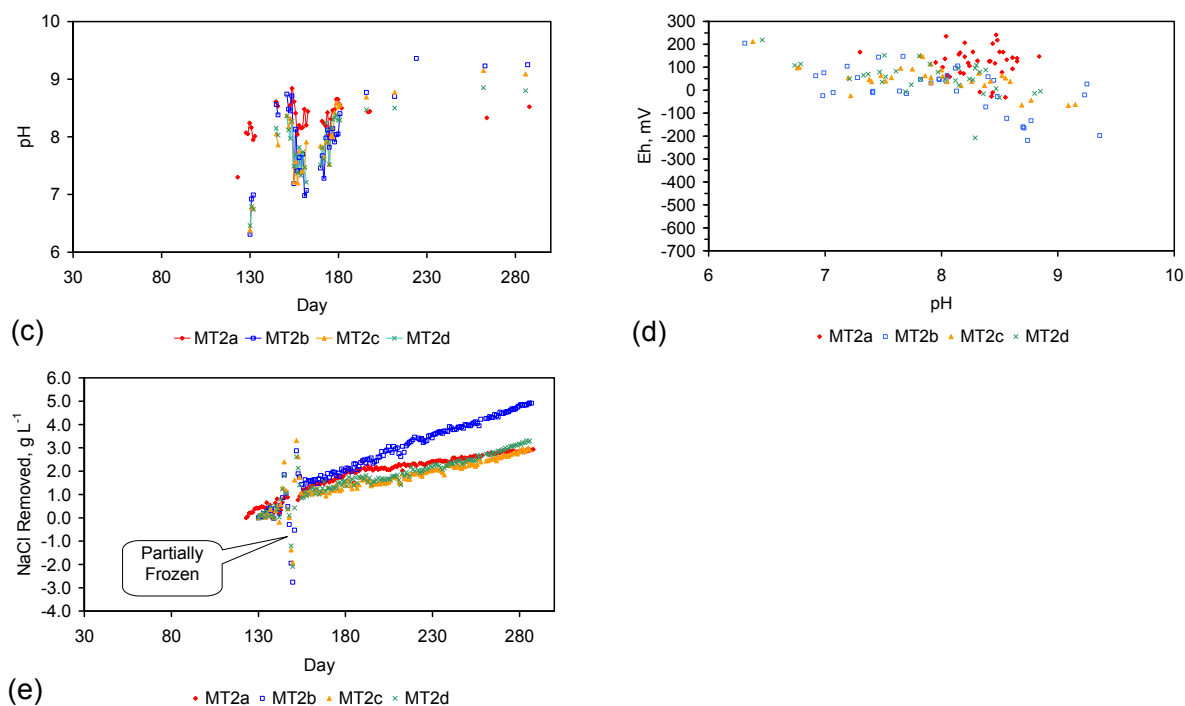 10
9
8
7
6
pH
30 80 130 180 230 280
Day
(c)
MT2a MT2b MT2c MT2d
300
200
100
0
-100
-200
-300
-400
-500
-600
-700
Eh, mV
6 7 8 9 10
pH
(d)
MT2a MT2b MT2c MT2d
6.0
5.0
4.0
3.0
2.0
1.0
0.0
-1.0
-2.0
-3.0
-4.0
NaCl Removed, g L⁻¹
Partially
Frozen
30 80 130 180 230 280
Day
(e)
MT2a MT2b MT2c MT2d